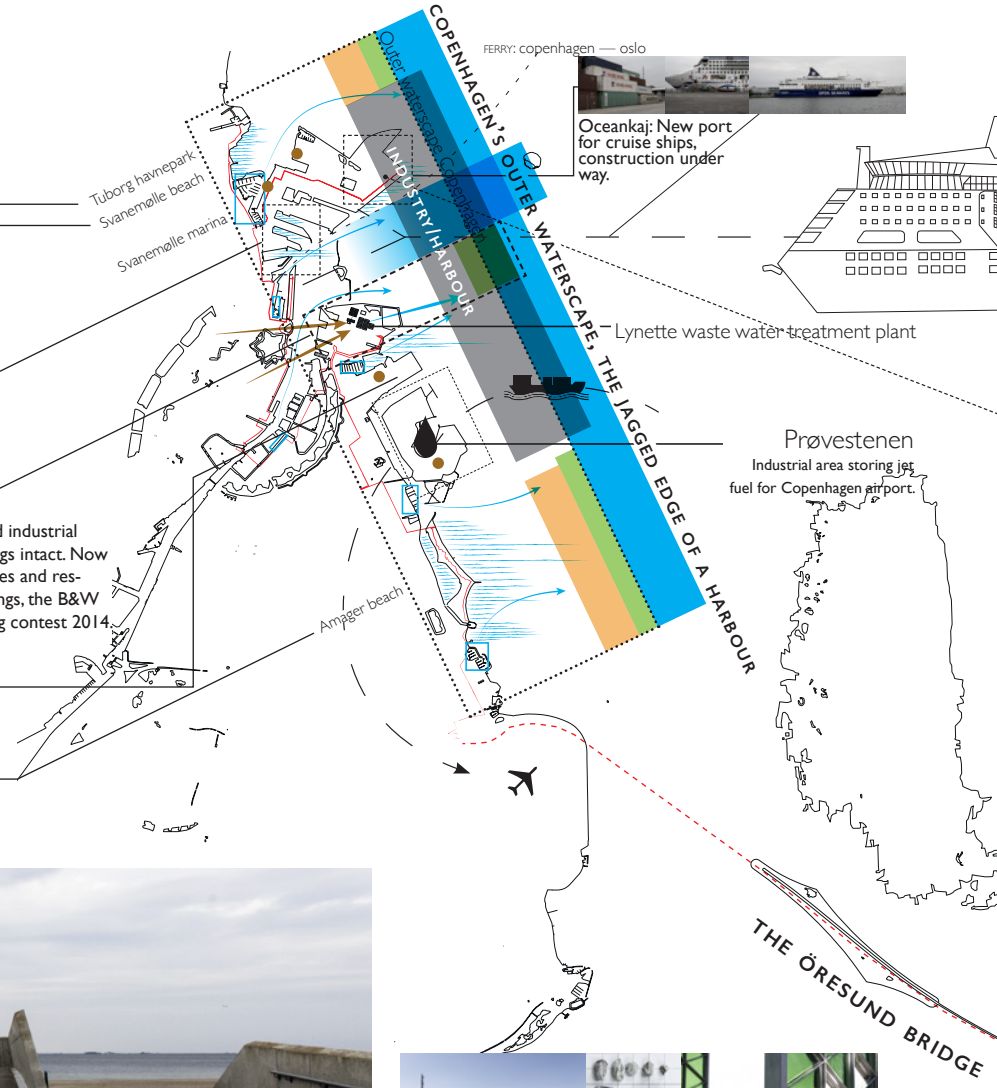 COPENHAGEN'S OUTER WATERSCAPE, THE JAGGED EDGE OF A HARBOUR
Outer waterscape Copenhagen
FERRY: copenhagen — oslo
Oceankaj: New port
for cruise ships,
construction under
way.
INDUSTRY/HARBOUR
Tuborg havnepark
Svanemølle beach
Svanemølle marina
Lynette waste water treatment plant
Prøvestenen
Industrial area storing jet
fuel for Copenhagen airport.
industrial
gs intact. Now
es and res-
ngs, the B&W
g contest 2014.
Amager beach
THE ÖRESUND BRIDGE